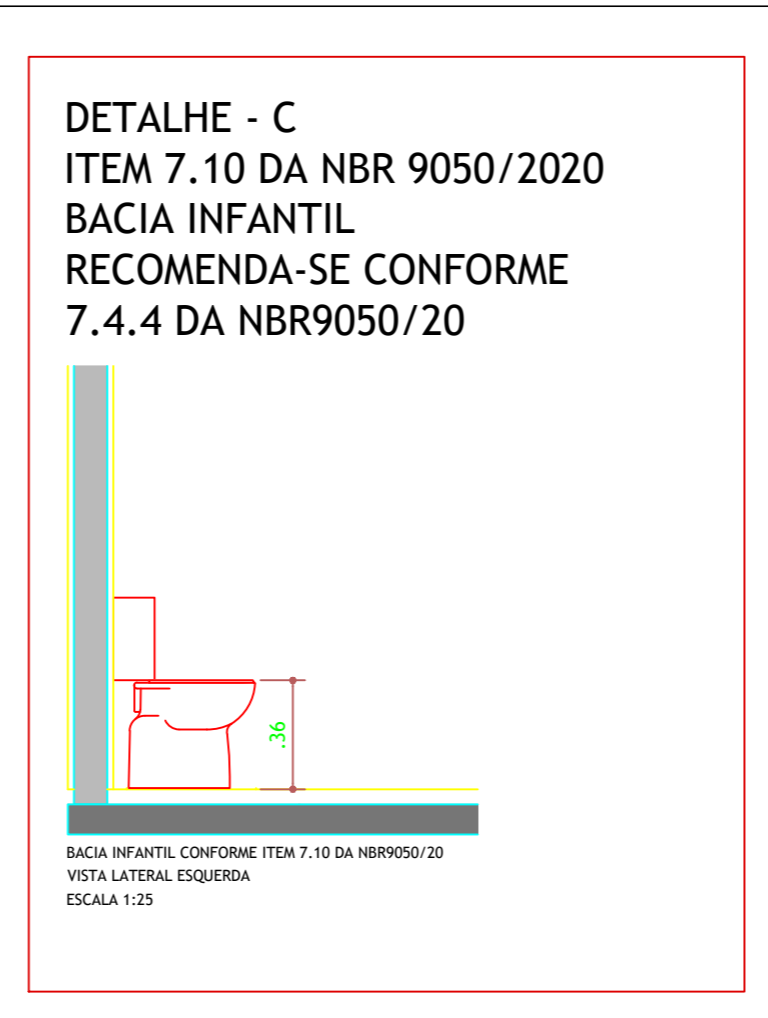 DETALHE - C
ITEM 7.10 DA NBR 9050/2020
BACIA INFANTIL
RECOMENDA-SE CONFORME
7.4.4 DA NBR9050/20
.36
BACIA INFANTIL CONFORME ITEM 7.10 DA NBR9050/20
VISTA LATERAL ESQUERDA
ESCALA 1:25